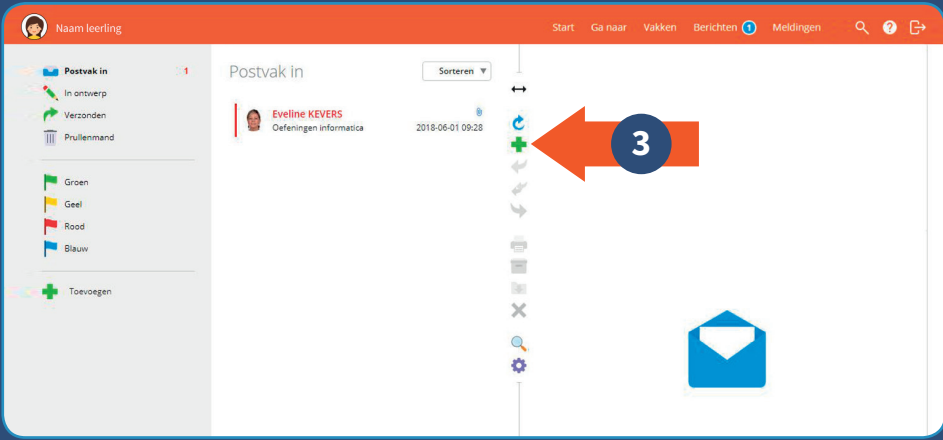 Naam leerling
Start Ga naar Vakken Berichten 1 Meldingen ?
Postvak in 1
In ontwerp
Verzonden
Prullenmand
Groen
Geel
Rood
Blauw
Toevoegen
Postvak in Sorteren
Eveline KEVERS
Oefeningen informatica 2018-06-01 09:28
3